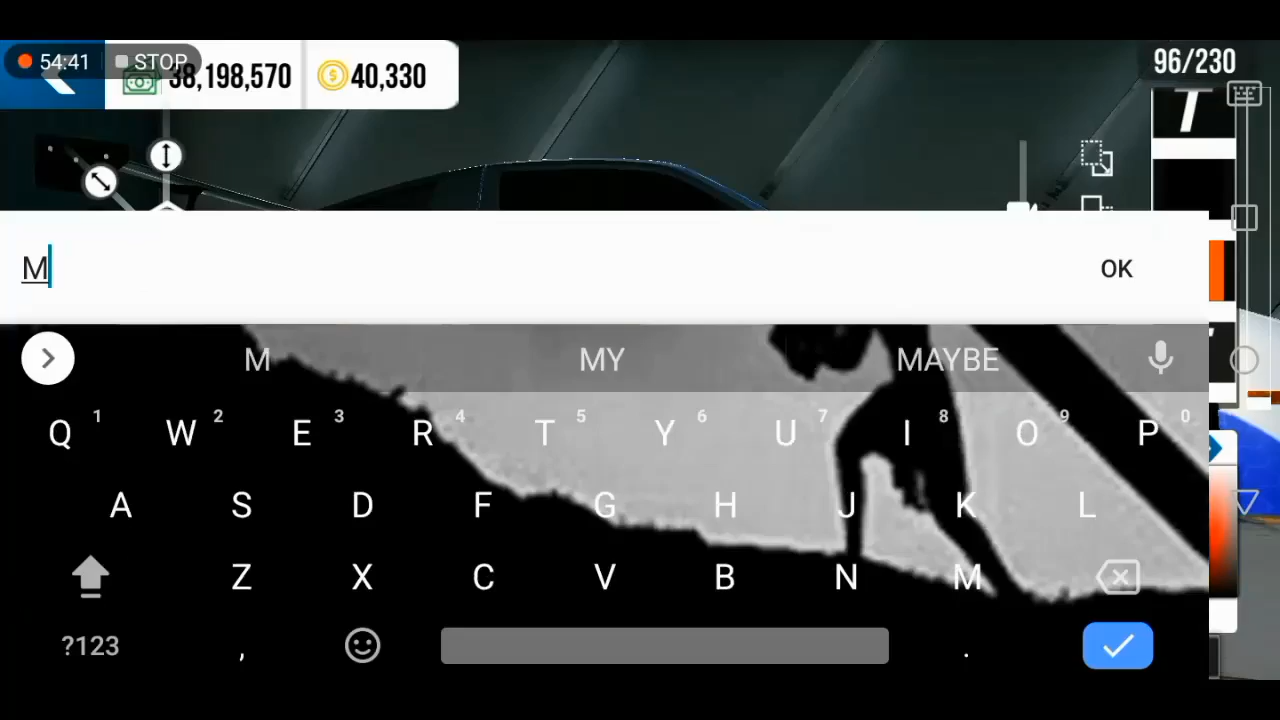 54:41 STOP
38,198,570 40,330
96/230
T
M
OK
M MY MAYBE
Q 1 W 2 E 3 R 4 T 5 Y 6 U 7 I 8 O 9 P 0
A S D F G H J K L
Z X C V B N M
?123 , .